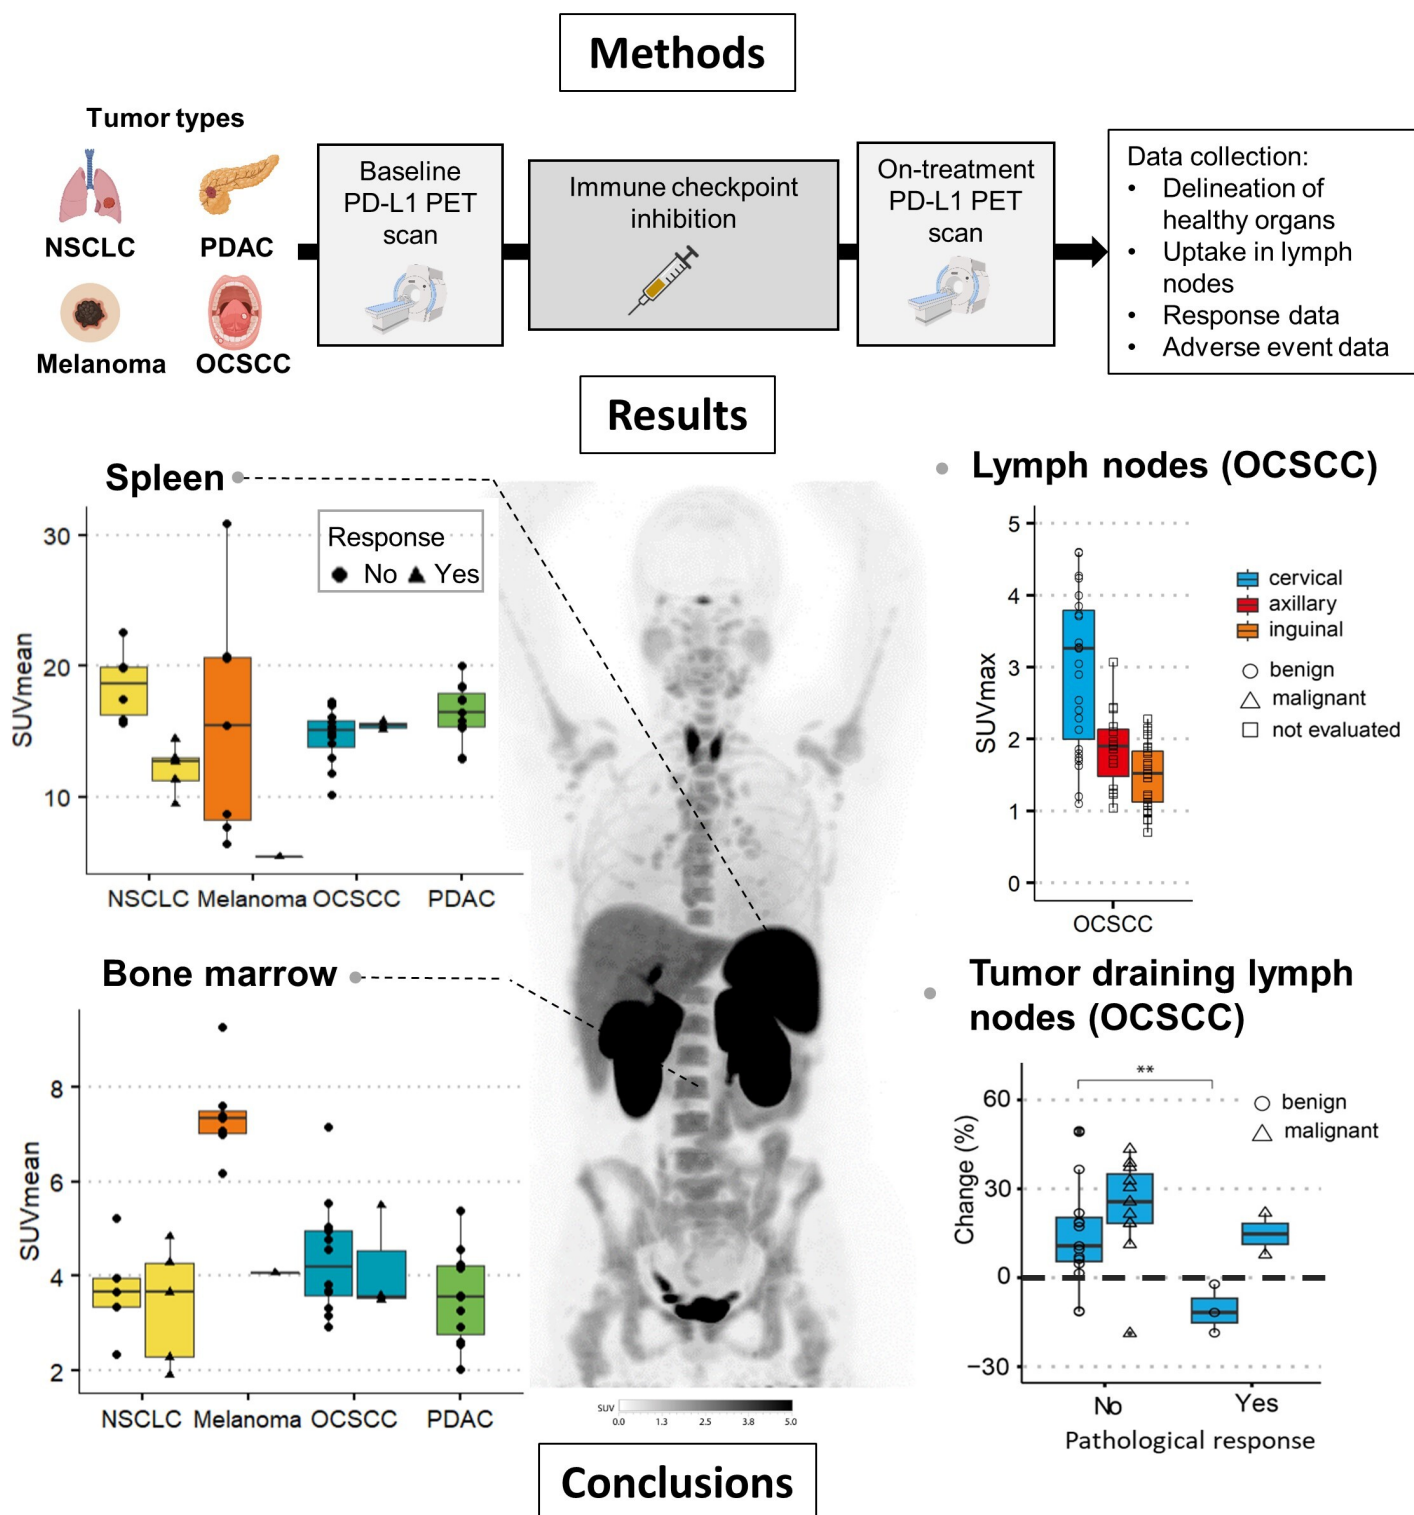 Methods
Tumor types
NSCLC
PDAC
Melanoma
OCSCC
Baseline
PD-L1 PET
scan
Immune checkpoint
inhibition
On-treatment
PD-L1 PET
scan
Data collection:
• Delineation of
healthy organs
• Uptake in lymph
nodes
• Response data
• Adverse event data
Results
Spleen
Response
No Yes
SUVmean
30
20
10
NSCLC Melanoma OCSCC PDAC
Bone marrow
SUVmean
8
6
4
2
NSCLC Melanoma OCSCC PDAC
SUV
0.0 1.3 2.5 3.8 5.0
Lymph nodes (OCSCC)
SUVmax
5
4
3
2
1
0
OCSCC
cervical
axillary
inguinal
benign
malignant
not evaluated
Tumor draining lymph
nodes (OCSCC)
Change (%)
60
30
0
−30
**
benign
malignant
No Yes
Pathological response
Conclusions